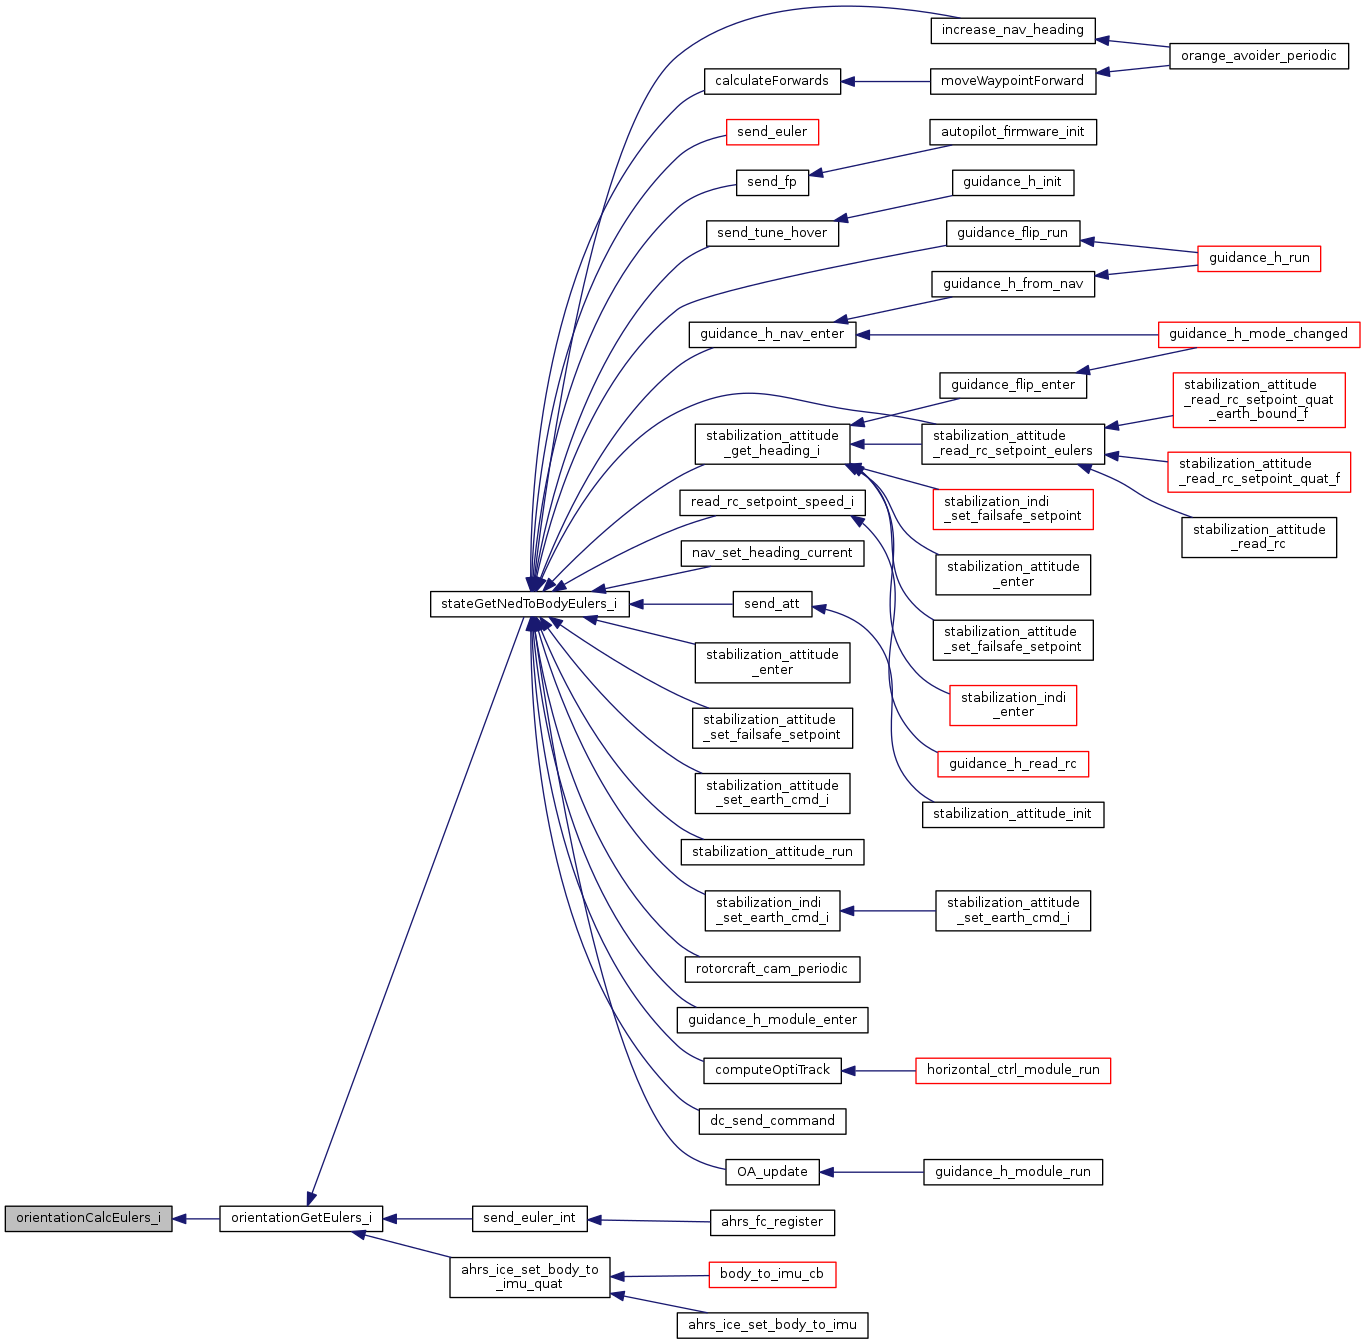 increase_nav_heading
orange_avoider_periodic
calculateForwards
moveWaypointForward
send_euler
autopilot_firmware_init
send_fp
guidance_h_init
send_tune_hover
guidance_flip_run
guidance_h_run
guidance_h_from_nav
guidance_h_nav_enter
guidance_h_mode_changed
guidance_flip_enter
stabilization_attitude
_read_rc_setpoint_quat
_earth_bound_f
stabilization_attitude
_get_heading_i
stabilization_attitude
_read_rc_setpoint_eulers
stabilization_attitude
_read_rc_setpoint_quat_f
read_rc_setpoint_speed_i
stabilization_indi
_set_failsafe_setpoint
stabilization_attitude
_read_rc
nav_set_heading_current
stabilization_attitude
_enter
stateGetNedToBodyEulers_i
send_att
stabilization_attitude
_set_failsafe_setpoint
stabilization_attitude
_enter
stabilization_indi
_enter
stabilization_attitude
_set_failsafe_setpoint
guidance_h_read_rc
stabilization_attitude
_set_earth_cmd_i
stabilization_attitude_init
stabilization_attitude_run
stabilization_indi
_set_earth_cmd_i
stabilization_attitude
_set_earth_cmd_i
rotorcraft_cam_periodic
guidance_h_module_enter
computeOptiTrack
horizontal_ctrl_module_run
dc_send_command
OA_update
guidance_h_module_run
orientationCalcEulers_i
orientationGetEulers_i
send_euler_int
ahrs_fc_register
ahrs_ice_set_body_to
_imu_quat
body_to_imu_cb
ahrs_ice_set_body_to_imu